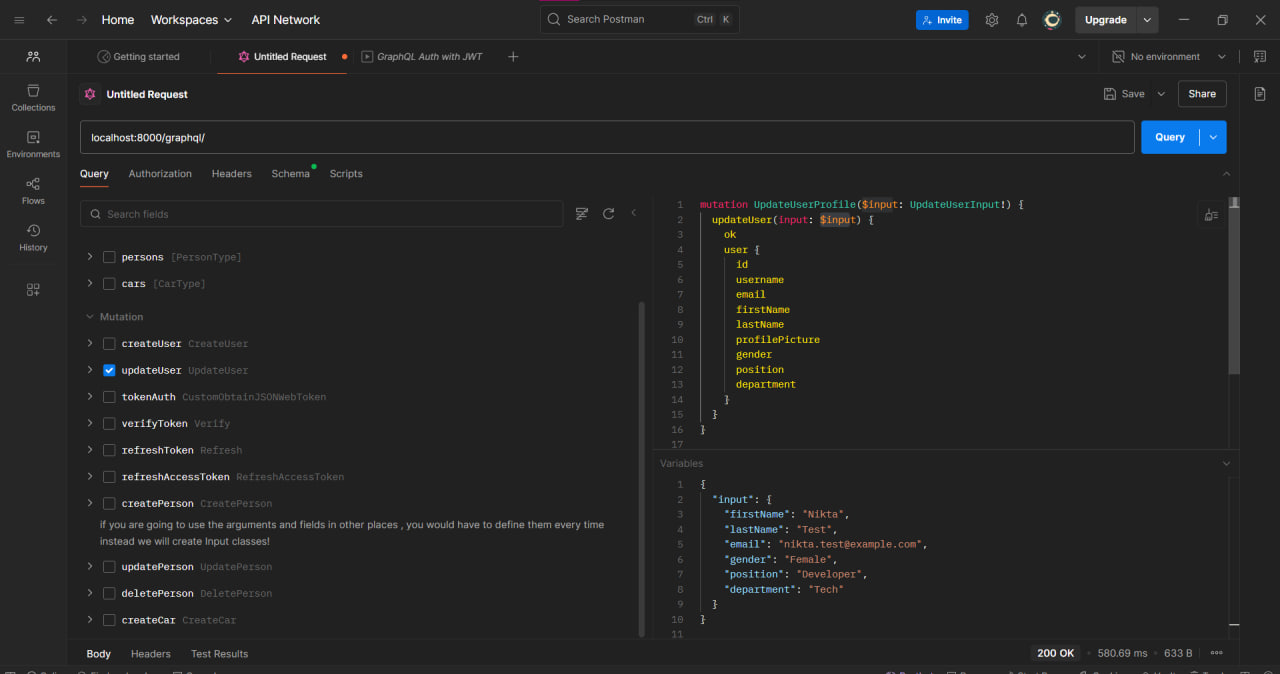 Home Workspaces API Network Search Postman Ctrl K Invite Upgrade
Getting started Untitled Request GraphQL Auth with JWT No environment
Collections
Environments
Flows
History
Untitled Request Save Share
localhost:8000/graphql/ Query
Query Authorization Headers Schema Scripts
Search fields
persons [PersonType]
cars [CarType]
Mutation
createUser CreateUser
updateUser UpdateUser
tokenAuth CustomObtainJSONWebToken
verifyToken Verify
refreshToken Refresh
refreshAccessToken RefreshAccessToken
createPerson CreatePerson
if you are going to use the arguments and fields in other places , you would have to define them every time
instead we will create Input classes!
updatePerson UpdatePerson
deletePerson DeletePerson
createCar CreateCar
1 mutation UpdateUserProfile($input: UpdateUserInput!) {
2 updateUser(input: $input) {
3 ok
4 user {
5 id
6 username
7 email
8 firstName
9 lastName
10 profilePicture
11 gender
12 position
13 department
14 }
15 }
16 }
17
Variables
1 {
2 "input": {
3 "firstName": "Nikta",
4 "lastName": "Test",
5 "email": "nikta.test@example.com",
6 "gender": "Female",
7 "position": "Developer",
8 "department": "Tech"
9 }
10 }
11
Body Headers Test Results 200 OK • 580.69 ms • 633 B